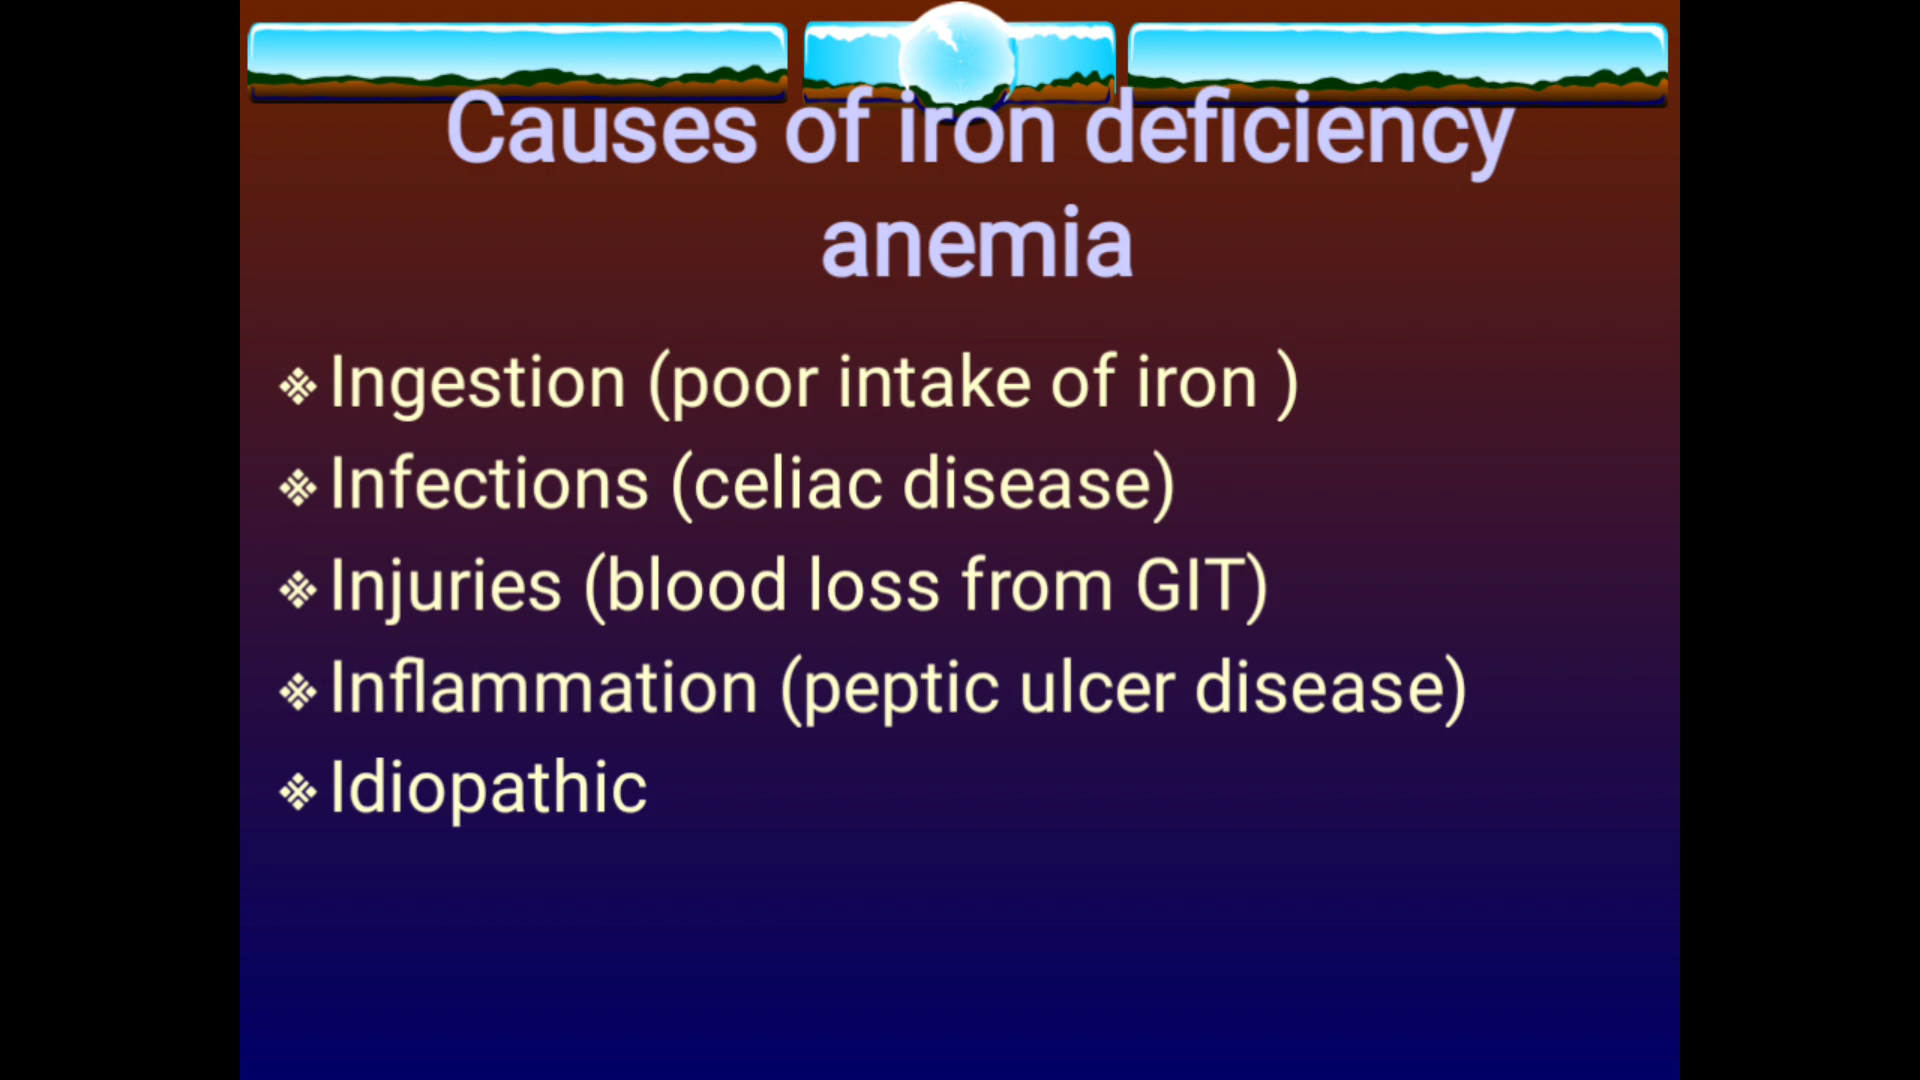 Causes of iron deficiency
anemia
❖ Ingestion (poor intake of iron )
❖ Infections (celiac disease)
❖ Injuries (blood loss from GIT)
❖ Inflammation (peptic ulcer disease)
❖ Idiopathic